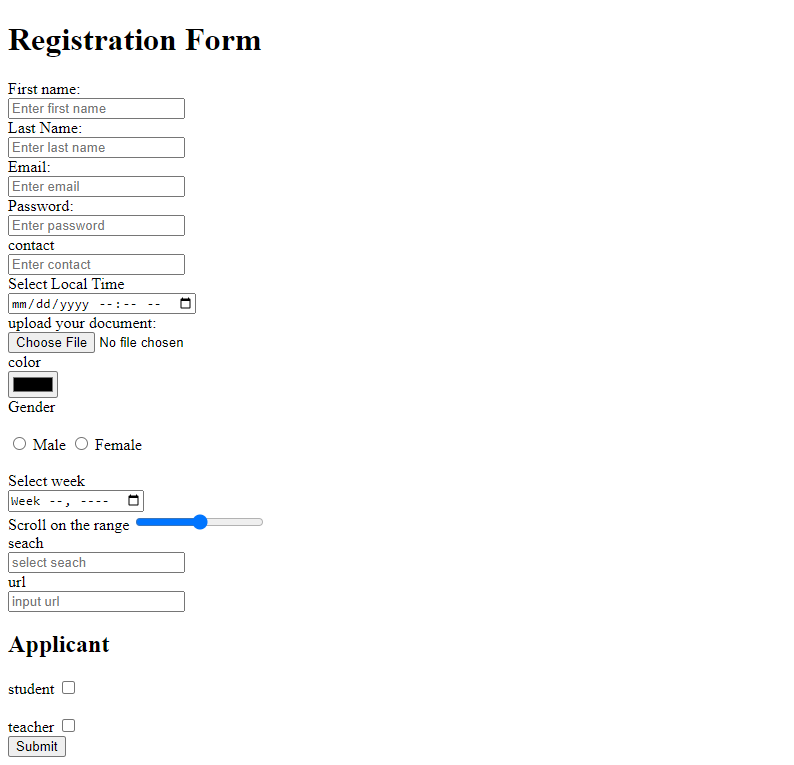 Registration Form
First name:
Enter first name
Last Name:
Enter last name
Email:
Enter email
Password:
Enter password
contact
Enter contact
Select Local Time
mm/dd/yyyy --:-- --
upload your document:
Choose File No file chosen
color
Gender
Male Female
Select week
Week --, ----
Scroll on the range
seach
select seach
url
input url
Applicant
student
teacher
Submit